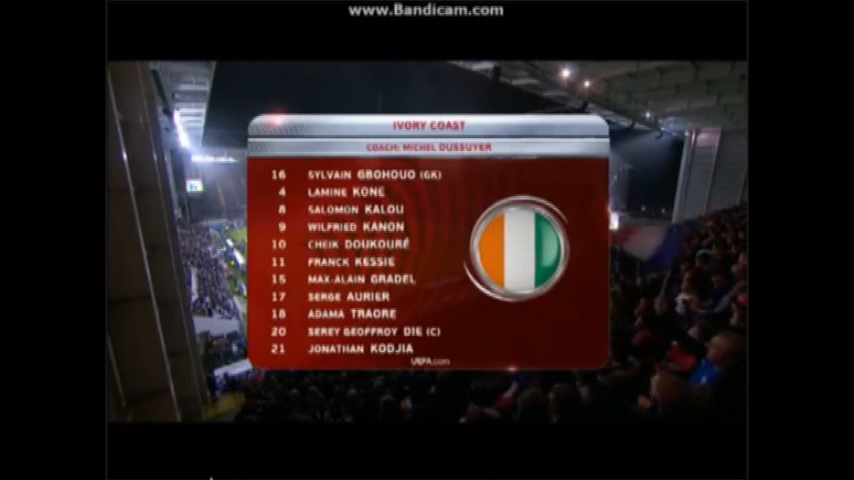 www.Bandicam.com
IVORY COAST
COACH: MICHEL DUSSUYER
16 SYLVAIN GBOHOUO (GK)
4 LAMINE KONE
8 SALOMON KALOU
9 WILFRIED KANON
10 CHEIK DOUKOURÉ
11 FRANCK KESSIE
15 MAX-ALAIN GRADEL
17 SERGE AURIER
18 ADAMA TRAORE
20 SEREY GEOFFROY DIE (C)
21 JONATHAN KODJIA
UEFA.com